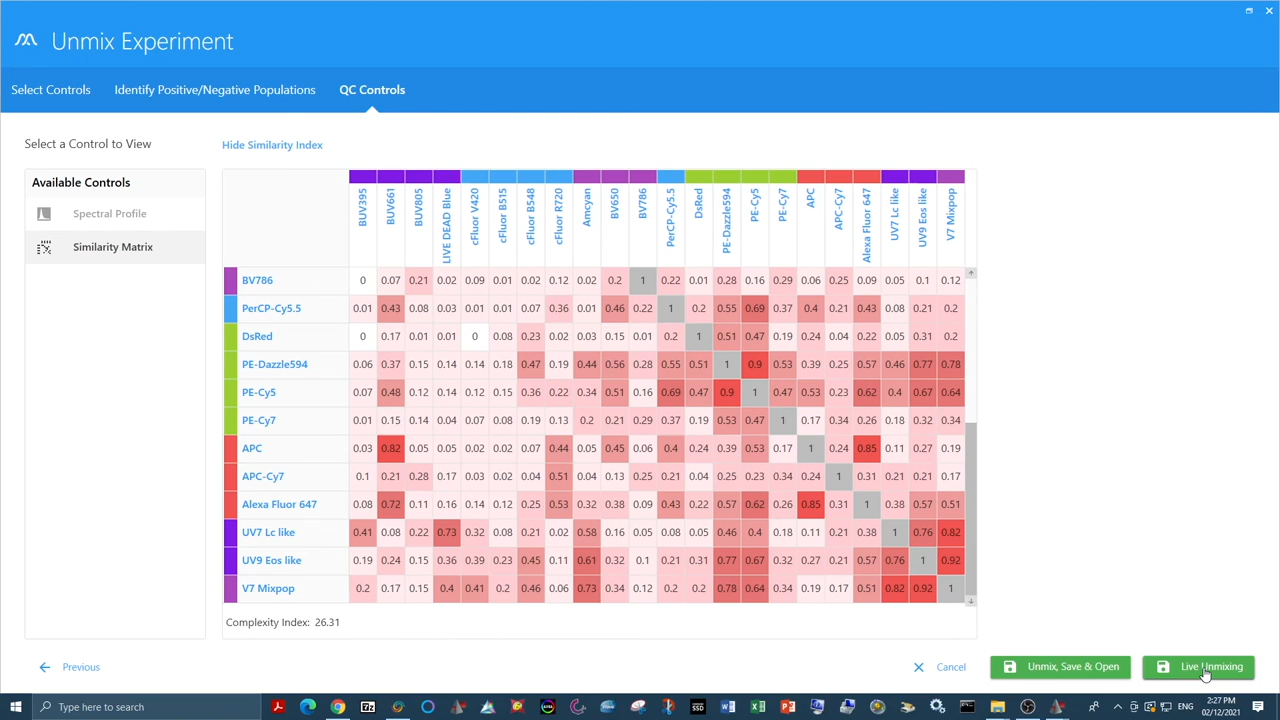 Unmix Experiment
Select Controls Identify Positive/Negative Populations QC Controls
Select a Control to View Hide Similarity Index
Available Controls
Spectral Profile
Similarity Matrix
BUV395 BUV661 BUV805 LIVE DEAD Blue cFluor V420 cFluor B515 cFluor B548 cFluor R720 Amcyan BV650 BV786 PerCP-Cy5.5 DsRed PE-Dazzle594 PE-Cy5 PE-Cy7 APC APC-Cy7 Alexa Fluor 647 UV7 Lc like UV9 Eos like V7 Mixpop
BV786 0 0.07 0.21 0.02 0.09 0.01 0.02 0.12 0.02 0.2 1 0.22 0.01 0.28 0.16 0.29 0.06 0.25 0.09 0.05 0.1 0.12
PerCP-Cy5.5 0.01 0.43 0.08 0.03 0.01 0.01 0.07 0.36 0.01 0.46 0.22 1 0.2 0.55 0.69 0.37 0.4 0.21 0.43 0.08 0.21 0.2
DsRed 0 0.17 0.01 0.01 0 0.08 0.23 0.02 0.03 0.15 0.01 0.2 1 0.51 0.47 0.19 0.24 0.04 0.22 0.05 0.31 0.2
PE-Dazzle594 0.06 0.37 0.15 0.14 0.14 0.18 0.47 0.19 0.44 0.56 0.28 0.55 0.51 1 0.9 0.53 0.39 0.25 0.57 0.46 0.77 0.78
PE-Cy5 0.07 0.48 0.12 0.14 0.12 0.15 0.36 0.22 0.34 0.51 0.16 0.69 0.47 0.9 1 0.47 0.53 0.23 0.62 0.4 0.67 0.64
PE-Cy7 0.01 0.15 0.14 0.04 0.07 0.08 0.19 0.13 0.2 0.21 0.29 0.37 0.19 0.53 0.47 1 0.17 0.34 0.26 0.18 0.32 0.34
APC 0.03 0.82 0.05 0.05 0.02 0.02 0.07 0.44 0.05 0.45 0.06 0.4 0.24 0.39 0.53 0.17 1 0.24 0.85 0.11 0.27 0.19
APC-Cy7 0.1 0.21 0.28 0.17 0.03 0.02 0.04 0.51 0.04 0.13 0.25 0.21 0.04 0.25 0.23 0.34 0.24 1 0.31 0.21 0.21 0.17
Alexa Fluor 647 0.08 0.72 0.11 0.16 0.14 0.12 0.25 0.53 0.32 0.38 0.09 0.43 0.22 0.57 0.62 0.26 0.85 0.31 1 0.38 0.57 0.51
UV7 Lc like 0.41 0.08 0.22 0.73 0.32 0.08 0.21 0.02 0.58 0.16 0.05 0.08 0.05 0.46 0.4 0.18 0.11 0.21 0.38 1 0.76 0.82
UV9 Eos like 0.19 0.24 0.15 0.36 0.39 0.23 0.45 0.11 0.61 0.32 0.1 0.21 0.31 0.77 0.67 0.32 0.27 0.21 0.57 0.76 1 0.92
V7 Mixpop 0.2 0.17 0.15 0.4 0.41 0.2 0.46 0.06 0.73 0.34 0.12 0.2 0.2 0.78 0.64 0.34 0.19 0.17 0.51 0.82 0.92 1
Complexity Index: 26.31
Previous Cancel Unmix, Save & Open Live Unmixing
Type here to search ENG 2:27 PM
02/12/2021